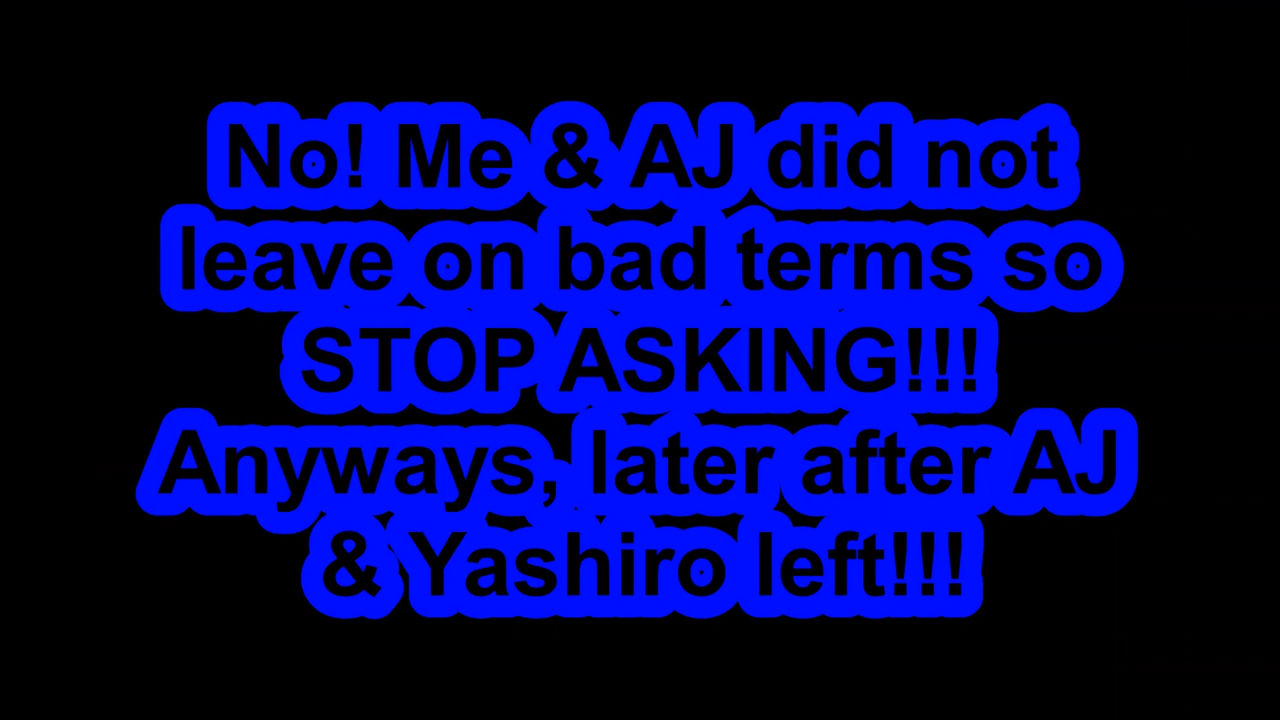 No! Me & AJ did not
leave on bad terms so
STOP ASKING!!!
Anyways, later after AJ
& Yashiro left!!!